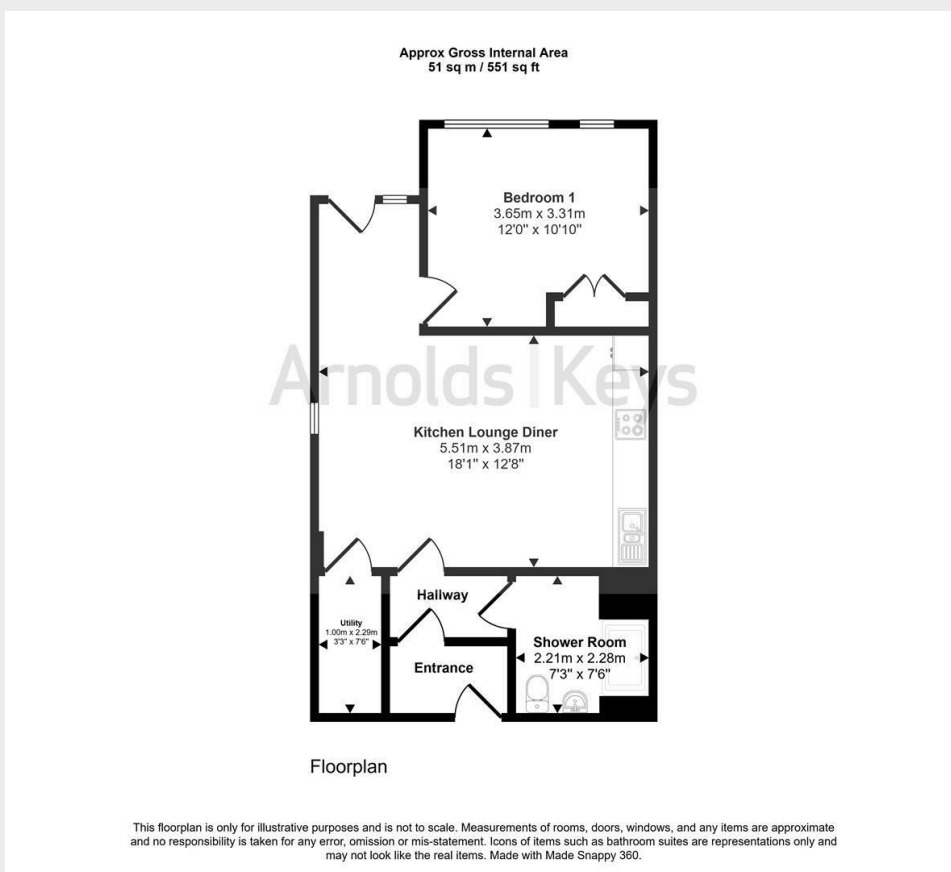 Approx Gross Internal Area
51 sq m / 551 sq ft
Bedroom 1
3.65m x 3.31m
12'0" x 10'10"
Arnolds | Keys
Kitchen Lounge Diner
5.51m x 3.87m
18'1" x 12'8"
Hallway
Utility
1.00m x 2.29m
3'3" x 7'6"
Shower Room
2.21m x 2.28m
7'3" x 7'6"
Entrance
Floorplan
This floorplan is only for illustrative purposes and is not to scale. Measurements of rooms, doors, windows, and any items are approximate
and no responsibility is taken for any error, omission or mis-statement. Icons of items such as bathroom suites are representations only and
may not look like the real items. Made with Made Snappy 360.